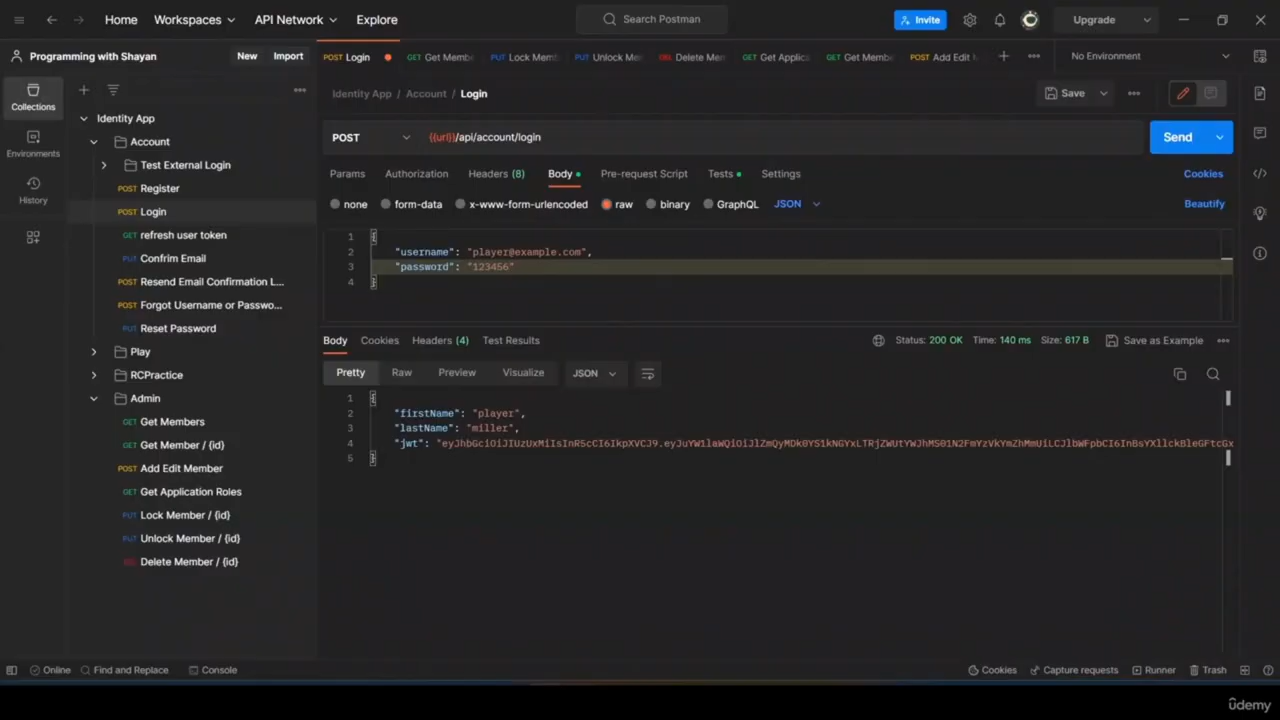 Home Workspaces API Network Explore Search Postman Invite Upgrade
Programming with Shayan New Import
POST Login GET Get Memb PUT Lock Mem PUT Unlock Me DEL Delete Mem GET Get Applic GET Get Memb POST Add Edit No Environment
Collections
Environments
History
Identity App
Account
Test External Login
POST Register
POST Login
GET refresh user token
PUT Confrim Email
POST Resend Email Confirmation L...
POST Forgot Username or Passwo...
PUT Reset Password
Play
RCPractice
Admin
GET Get Members
GET Get Member / {id}
POST Add Edit Member
GET Get Application Roles
PUT Lock Member / {id}
PUT Unlock Member / {id}
DEL Delete Member / {id}
Identity App / Account / Login Save
POST {{url}}/api/account/login Send
Params Authorization Headers (8) Body Pre-request Script Tests Settings Cookies
none form-data x-www-form-urlencoded raw binary GraphQL JSON Beautify
1 {
2 "username": "player@example.com",
3 "password": "123456"
4 }
Body Cookies Headers (4) Test Results Status: 200 OK Time: 140 ms Size: 617 B Save as Example
Pretty Raw Preview Visualize JSON
1 {
2 "firstName": "player",
3 "lastName": "miller",
4 "jwt":
5 }
Online Find and Replace Console Cookies Capture requests Runner Trash
udemy